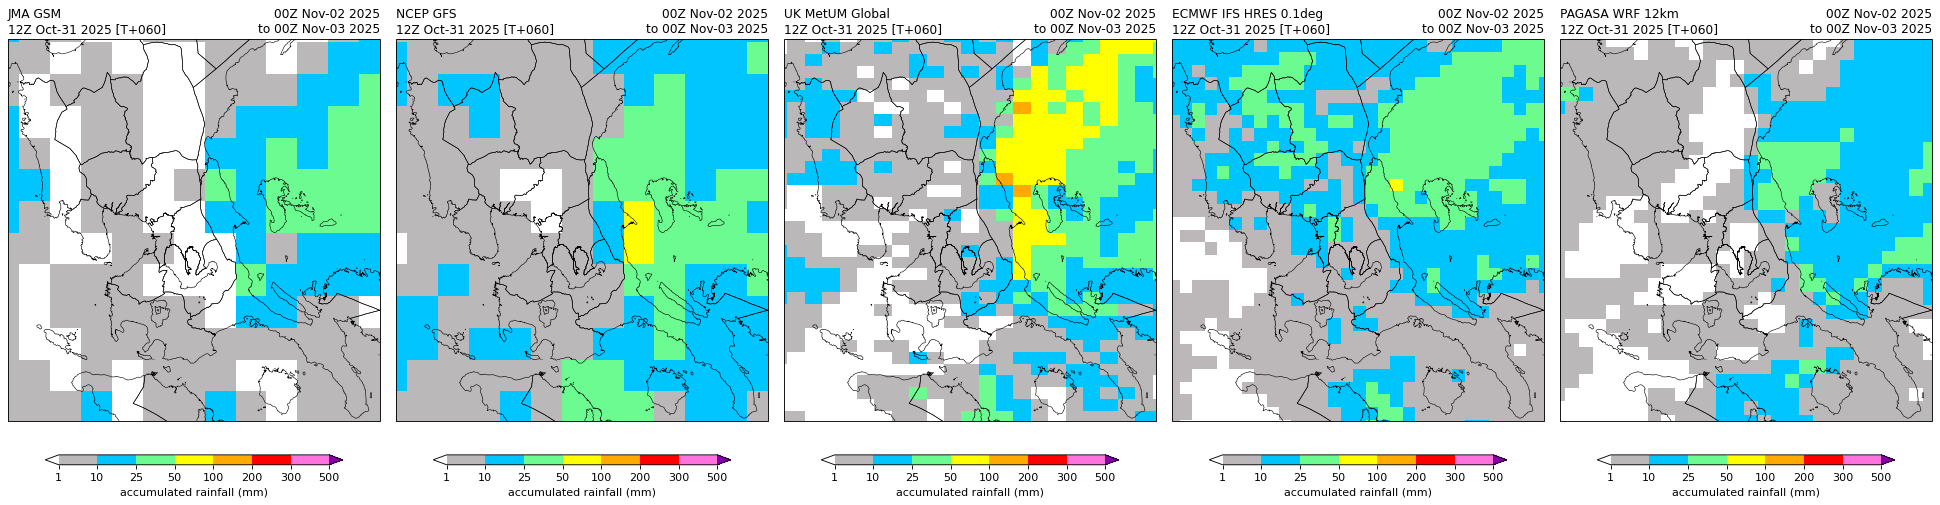 JMA GSM 00Z Nov-02 2025
12Z Oct-31 2025 [T+060] to 00Z Nov-03 2025
1 10 25 50 100 200 300 500
accumulated rainfall (mm)
NCEP GFS 00Z Nov-02 2025
12Z Oct-31 2025 [T+060] to 00Z Nov-03 2025
1 10 25 50 100 200 300 500
accumulated rainfall (mm)
UK MetUM Global 00Z Nov-02 2025
12Z Oct-31 2025 [T+060] to 00Z Nov-03 2025
1 10 25 50 100 200 300 500
accumulated rainfall (mm)
ECMWF IFS HRES 0.1deg 00Z Nov-02 2025
12Z Oct-31 2025 [T+060] to 00Z Nov-03 2025
1 10 25 50 100 200 300 500
accumulated rainfall (mm)
PAGASA WRF 12km 00Z Nov-02 2025
12Z Oct-31 2025 [T+060] to 00Z Nov-03 2025
1 10 25 50 100 200 300 500
accumulated rainfall (mm)